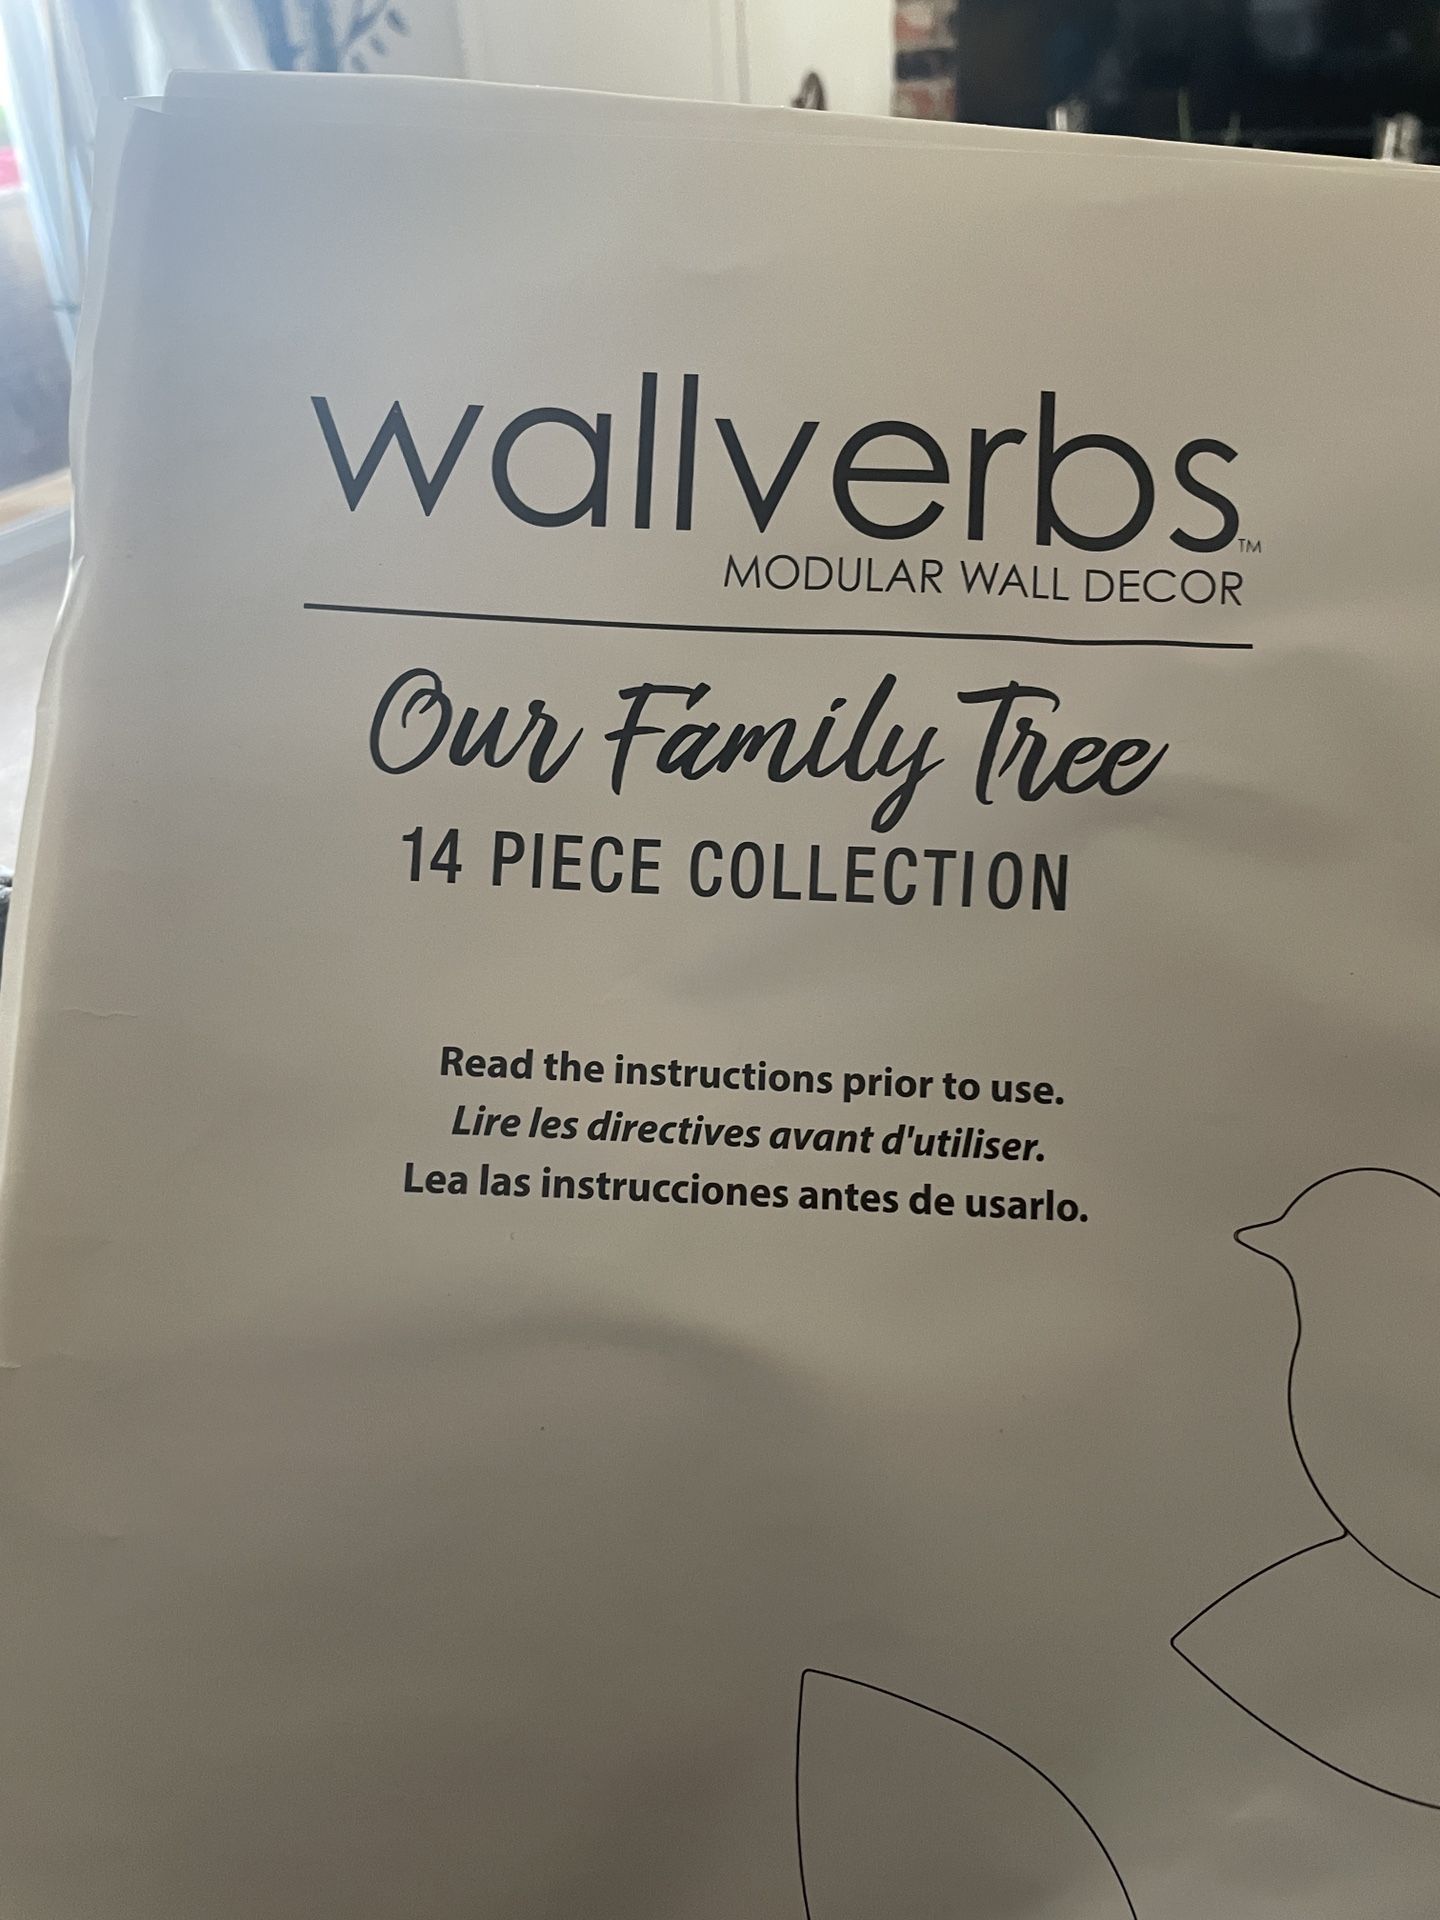 wallverbs™
MODULAR WALL DECOR
Our Family Tree
14 PIECE COLLECTION
Read the instructions prior to use.
Lire les directives avant d'utiliser.
Lea las instrucciones antes de usarlo.